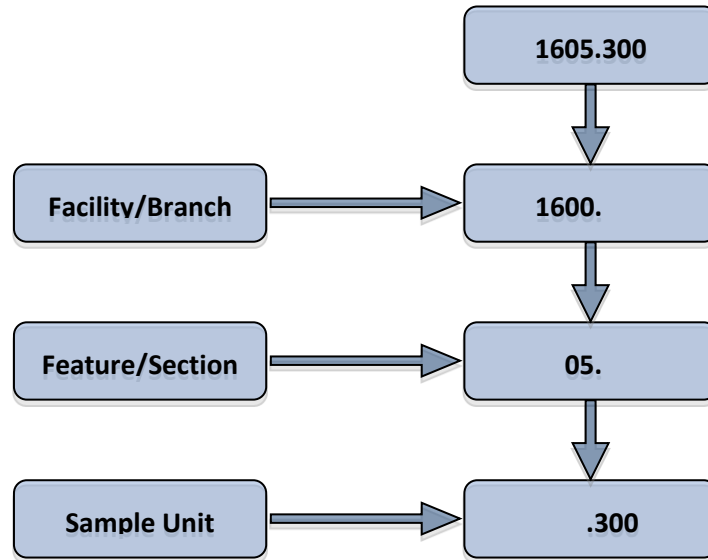 1605.300
Facility/Branch
1600.
Feature/Section
05.
Sample Unit
.300